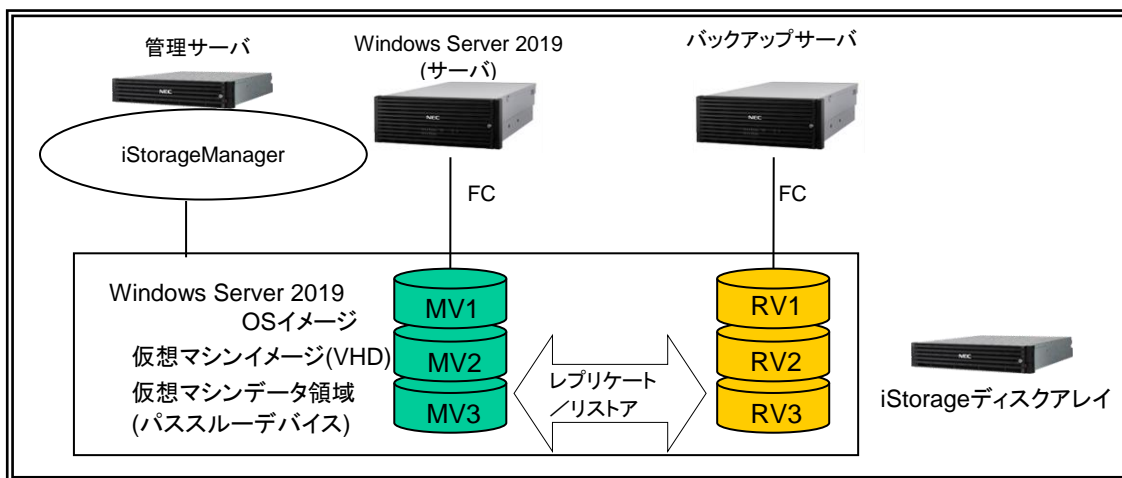 管理サーバ
Windows Server 2019
(サーバ)
バックアップサーバ
NEC
NEC
NEC
iStorageManager
FC
FC
Windows Server 2019
OSイメージ
仮想マシンイメージ(VHD)
仮想マシンデータ領域
(パススルーデバイス)
MV1
MV2
MV3
レプリケート
／リストア
RV1
RV2
RV3
NEC
iStorageディスクアレイ